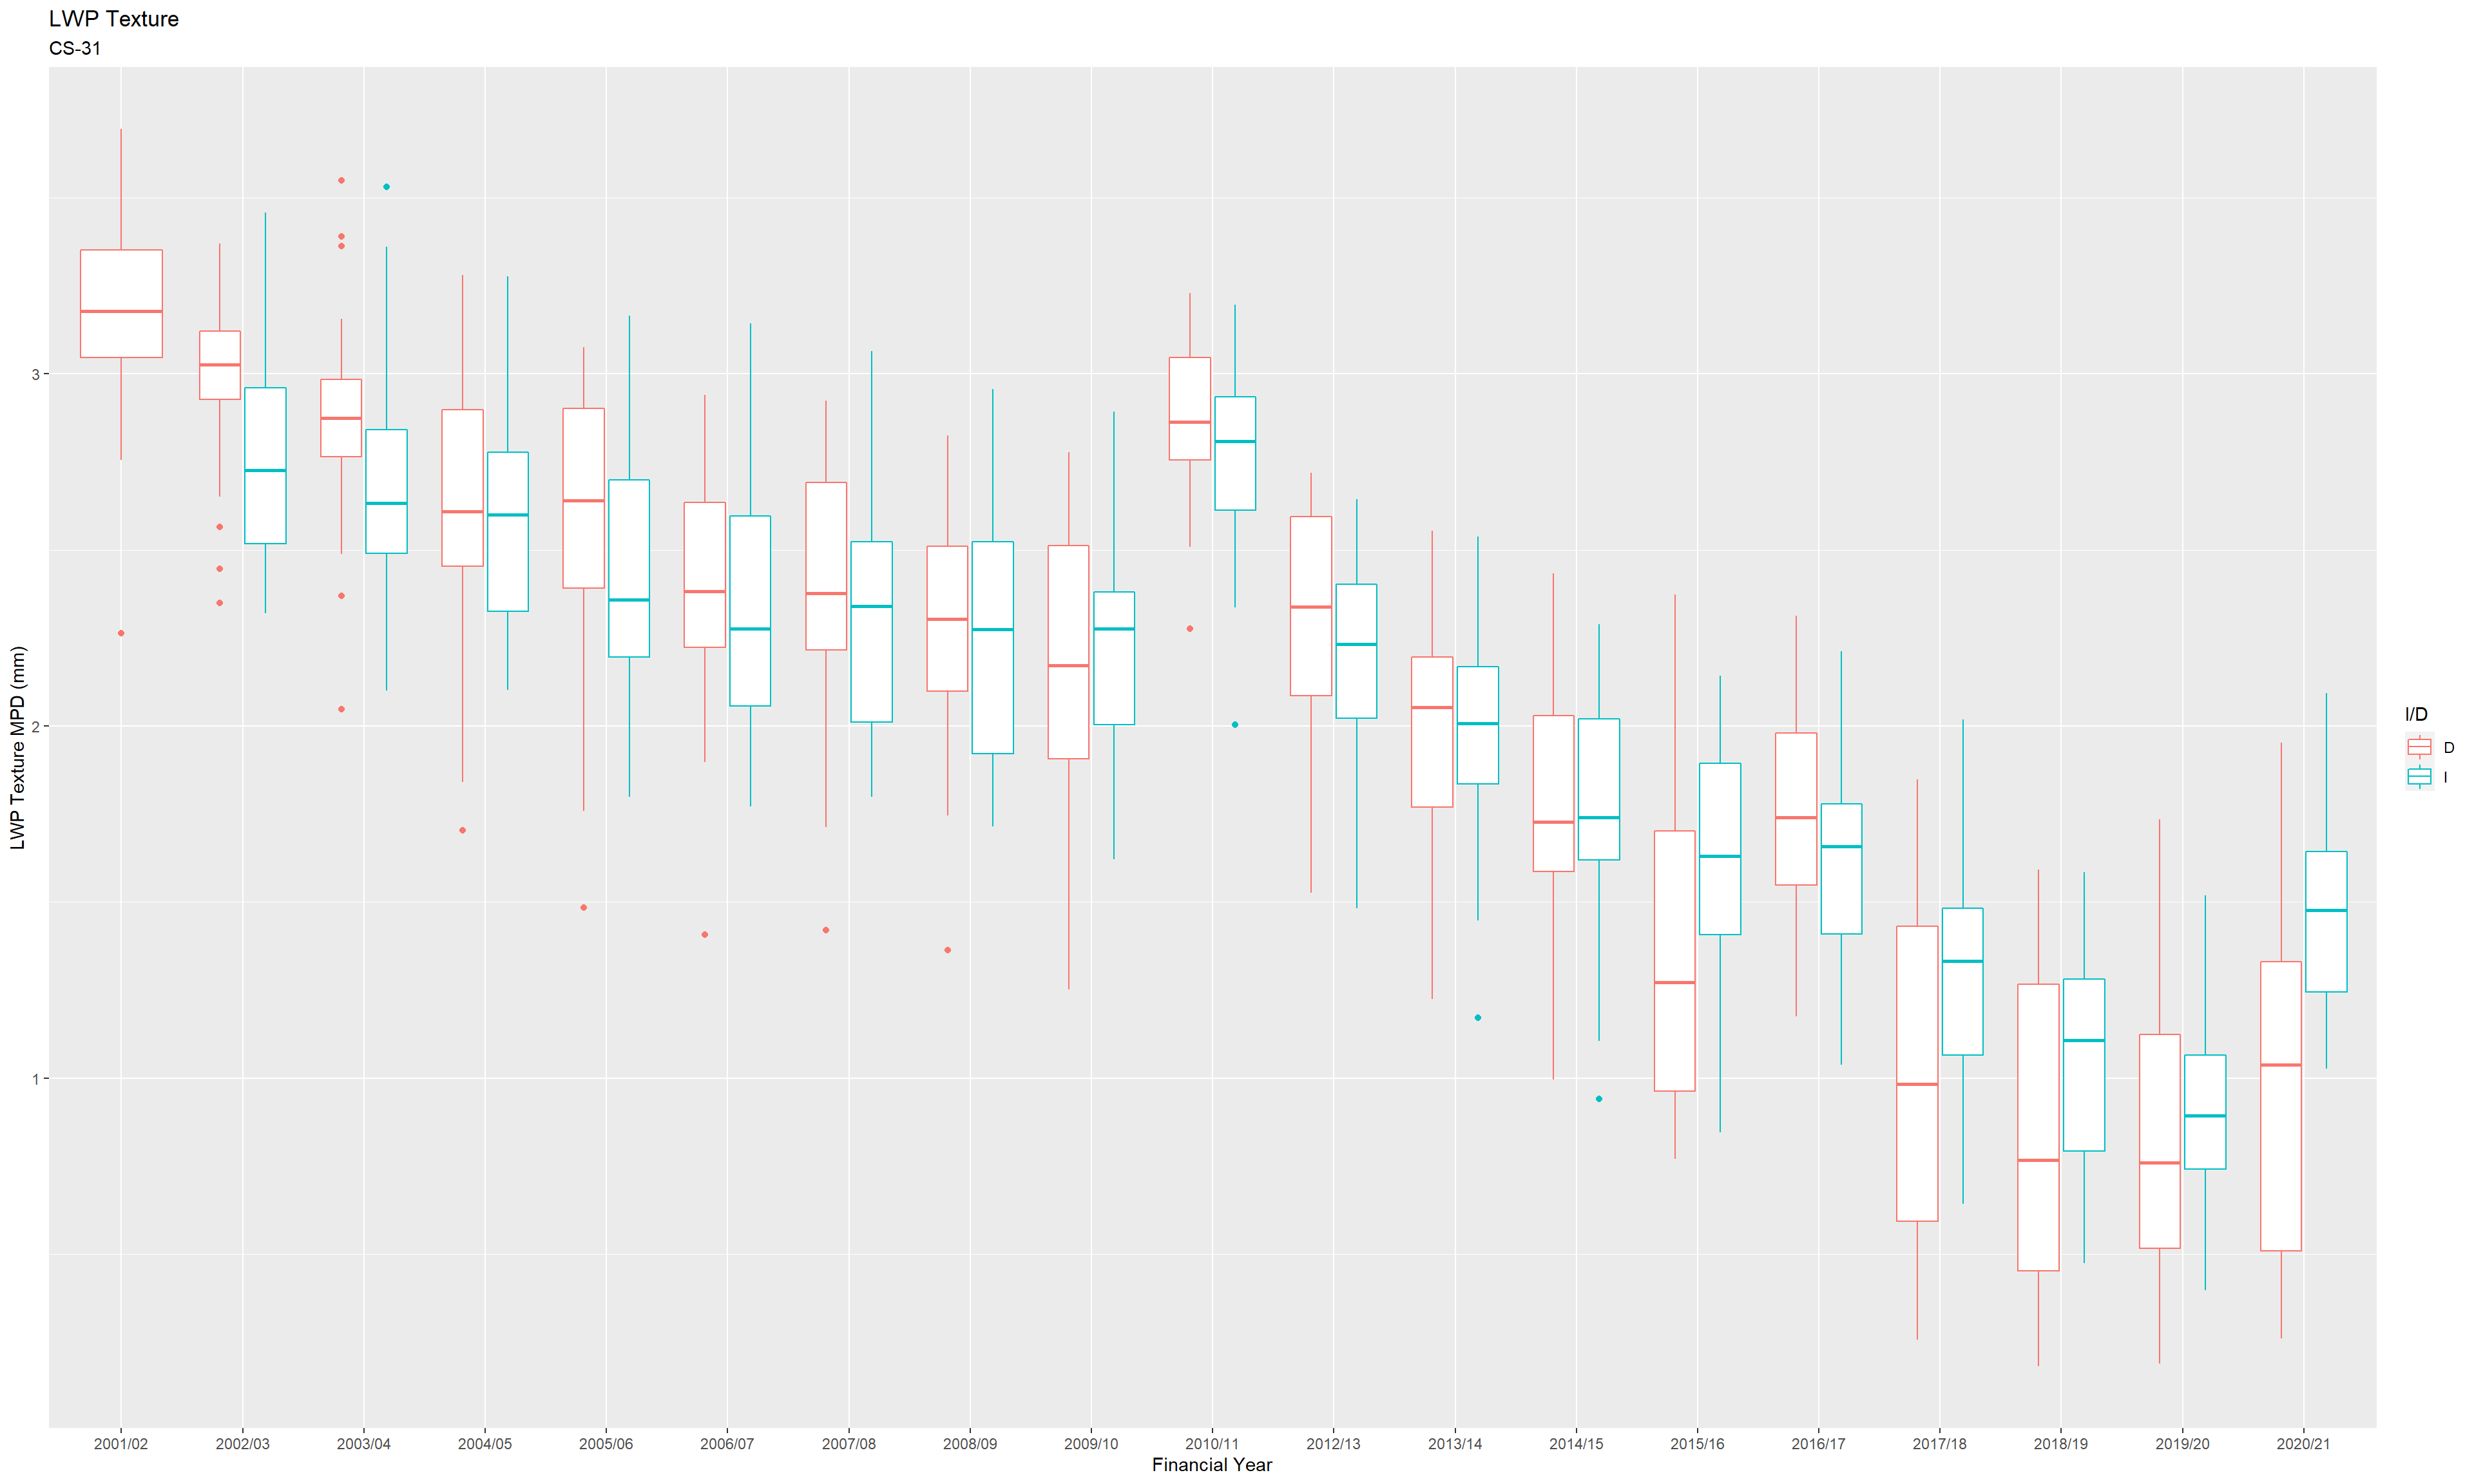 LWP Texture
CS-31
LWP Texture MPD (mm)
3
2
1
2001/02 2002/03 2003/04 2004/05 2005/06 2006/07 2007/08 2008/09 2009/10 2010/11 2012/13 2013/14 2014/15 2015/16 2016/17 2017/18 2018/19 2019/20 2020/21
Financial Year
I/D
D
I